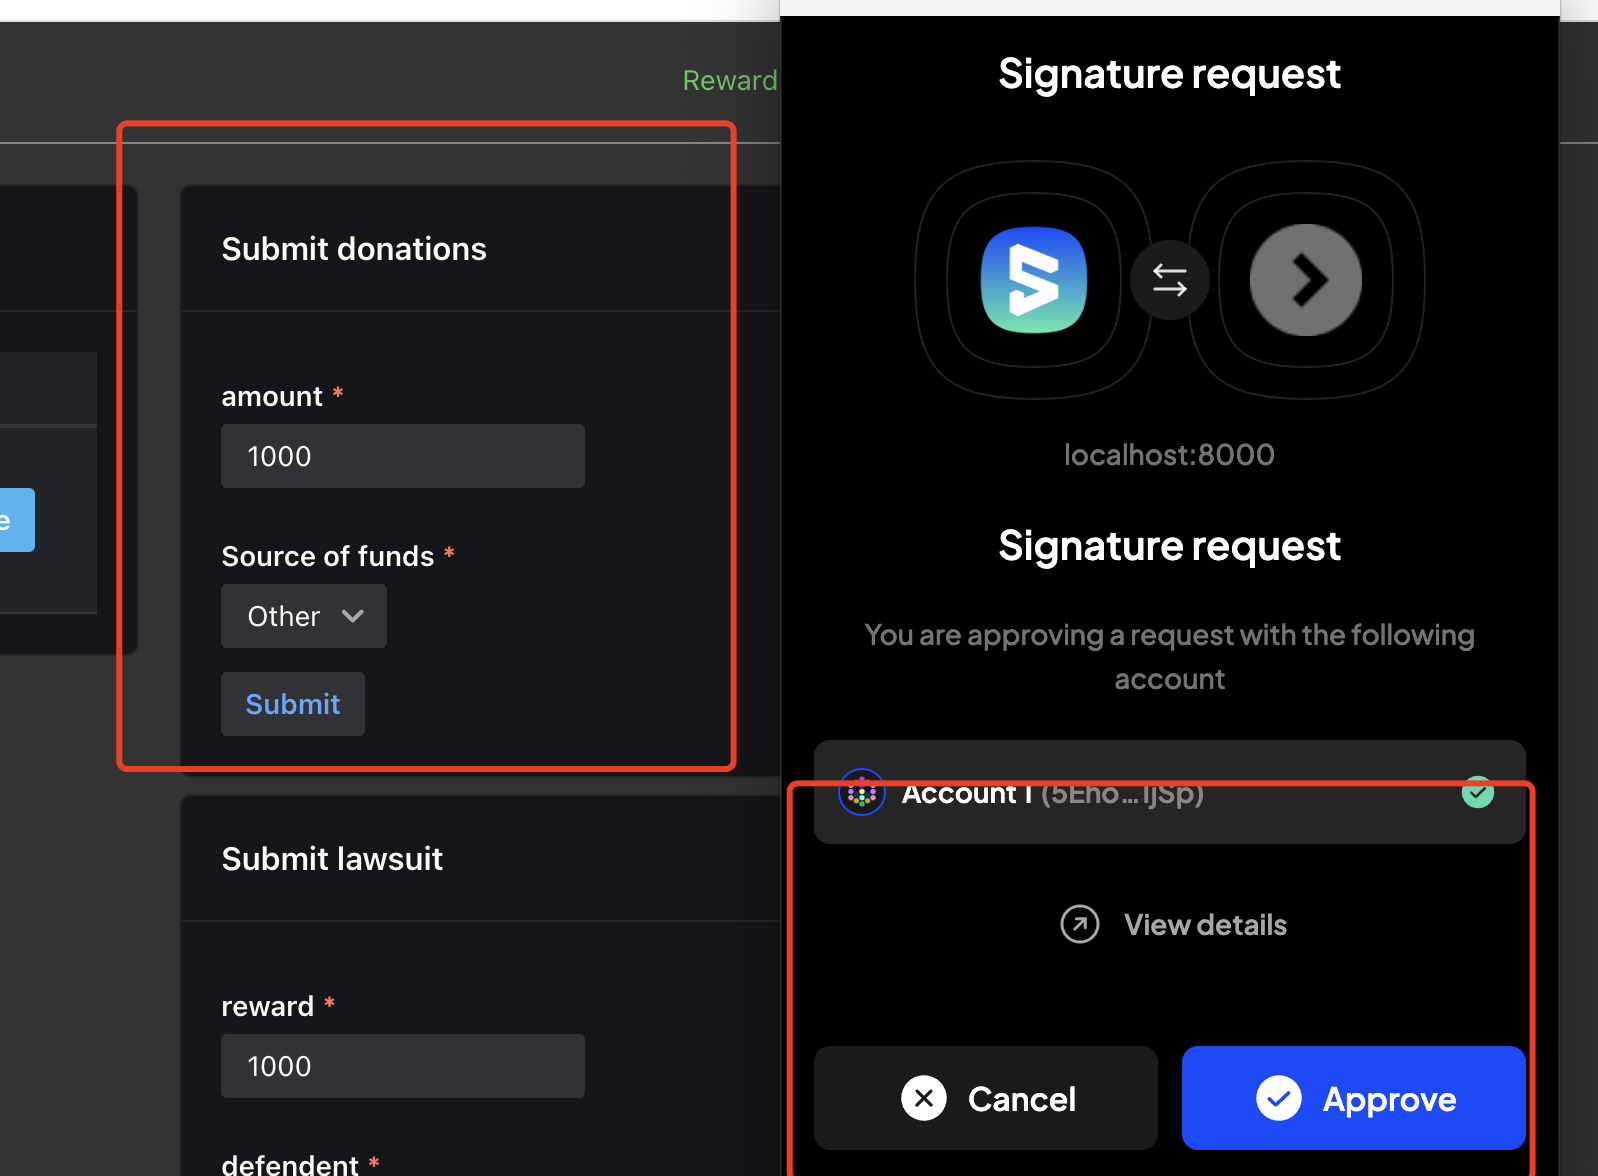 Reward
Submit donations
amount *
1000
Source of funds *
Other
Submit
e
Submit lawsuit
reward *
1000
defendent *
Signature request
localhost:8000
Signature request
You are approving a request with the following
account
Account 1 (5Eho...1jSp)
View details
Cancel
Approve